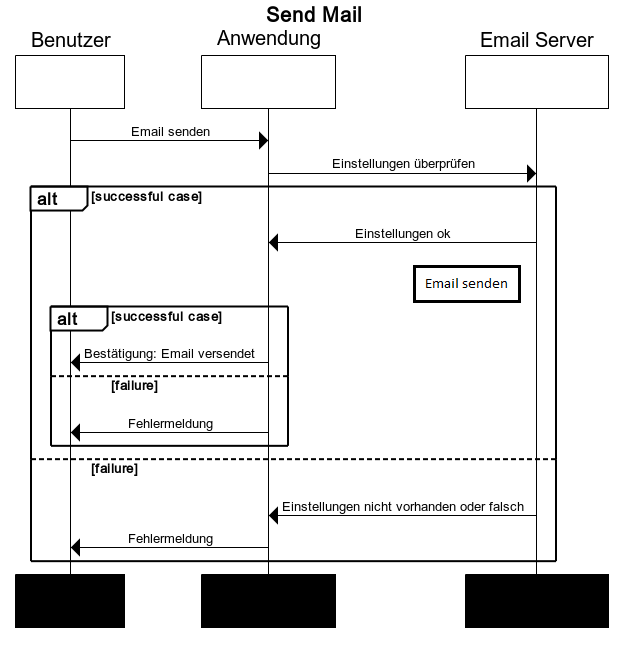 Send Mail
Benutzer
Anwendung
Email Server
Email senden
Einstellungen überprüfen
alt
[successful case]
Einstellungen ok
Email senden
alt
[successful case]
Bestätigung: Email versendet
[failure]
Fehlermeldung
[failure]
Einstellungen nicht vorhanden oder falsch
Fehlermeldung